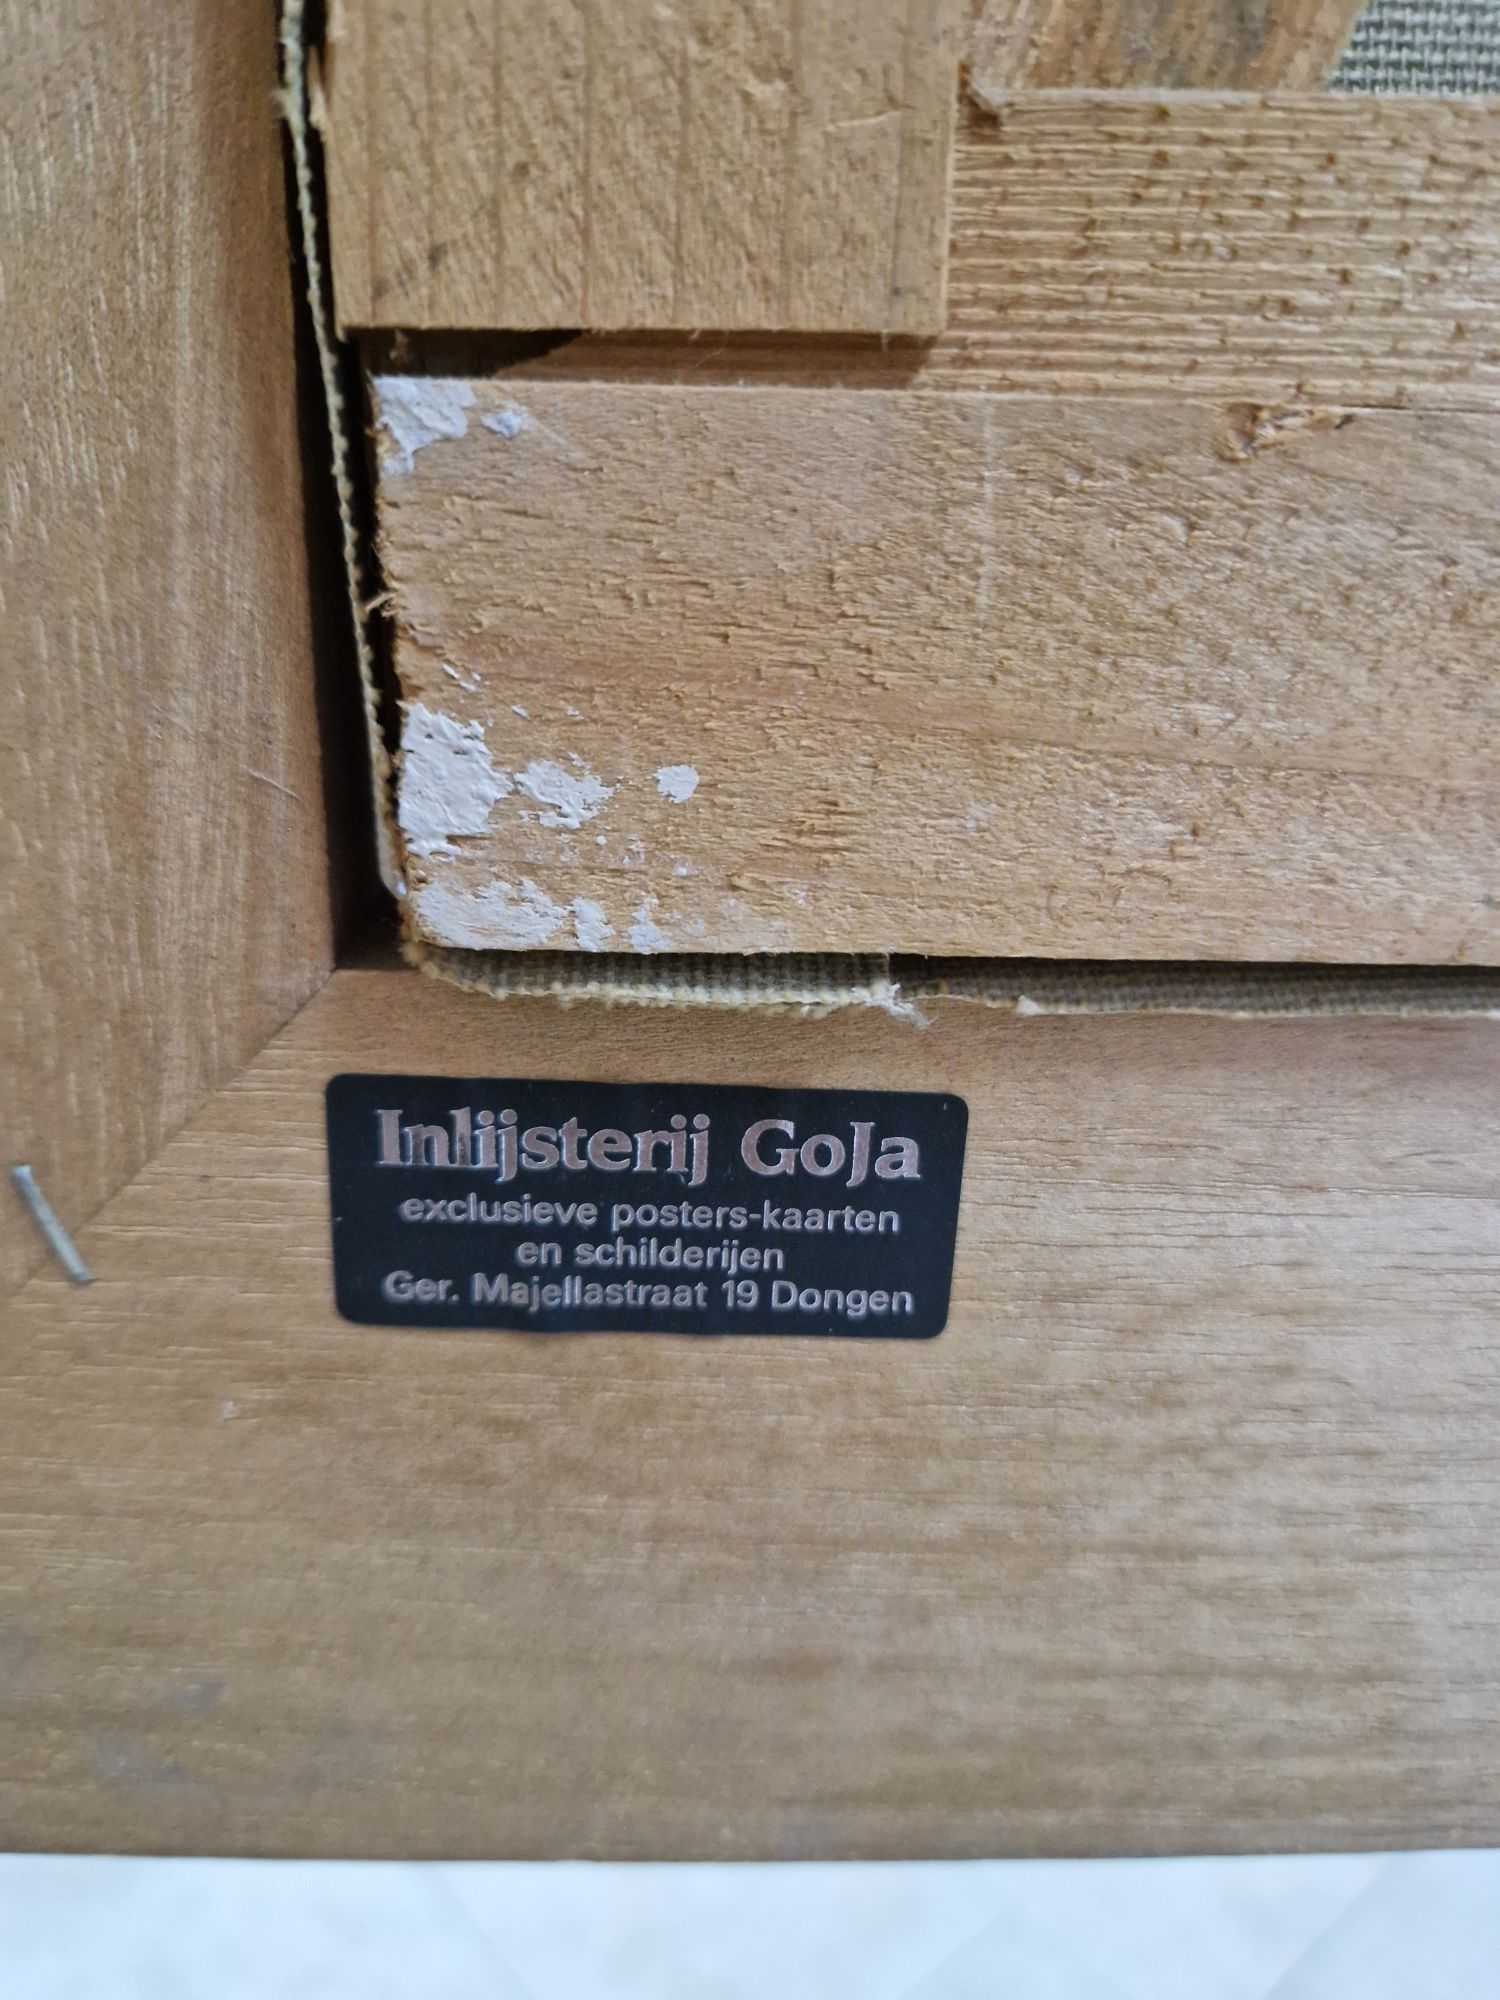 Inlijsterij GoJa
exclusieve posters-kaarten
en schilderijen
Ger. Majellastraat 19 Dongen